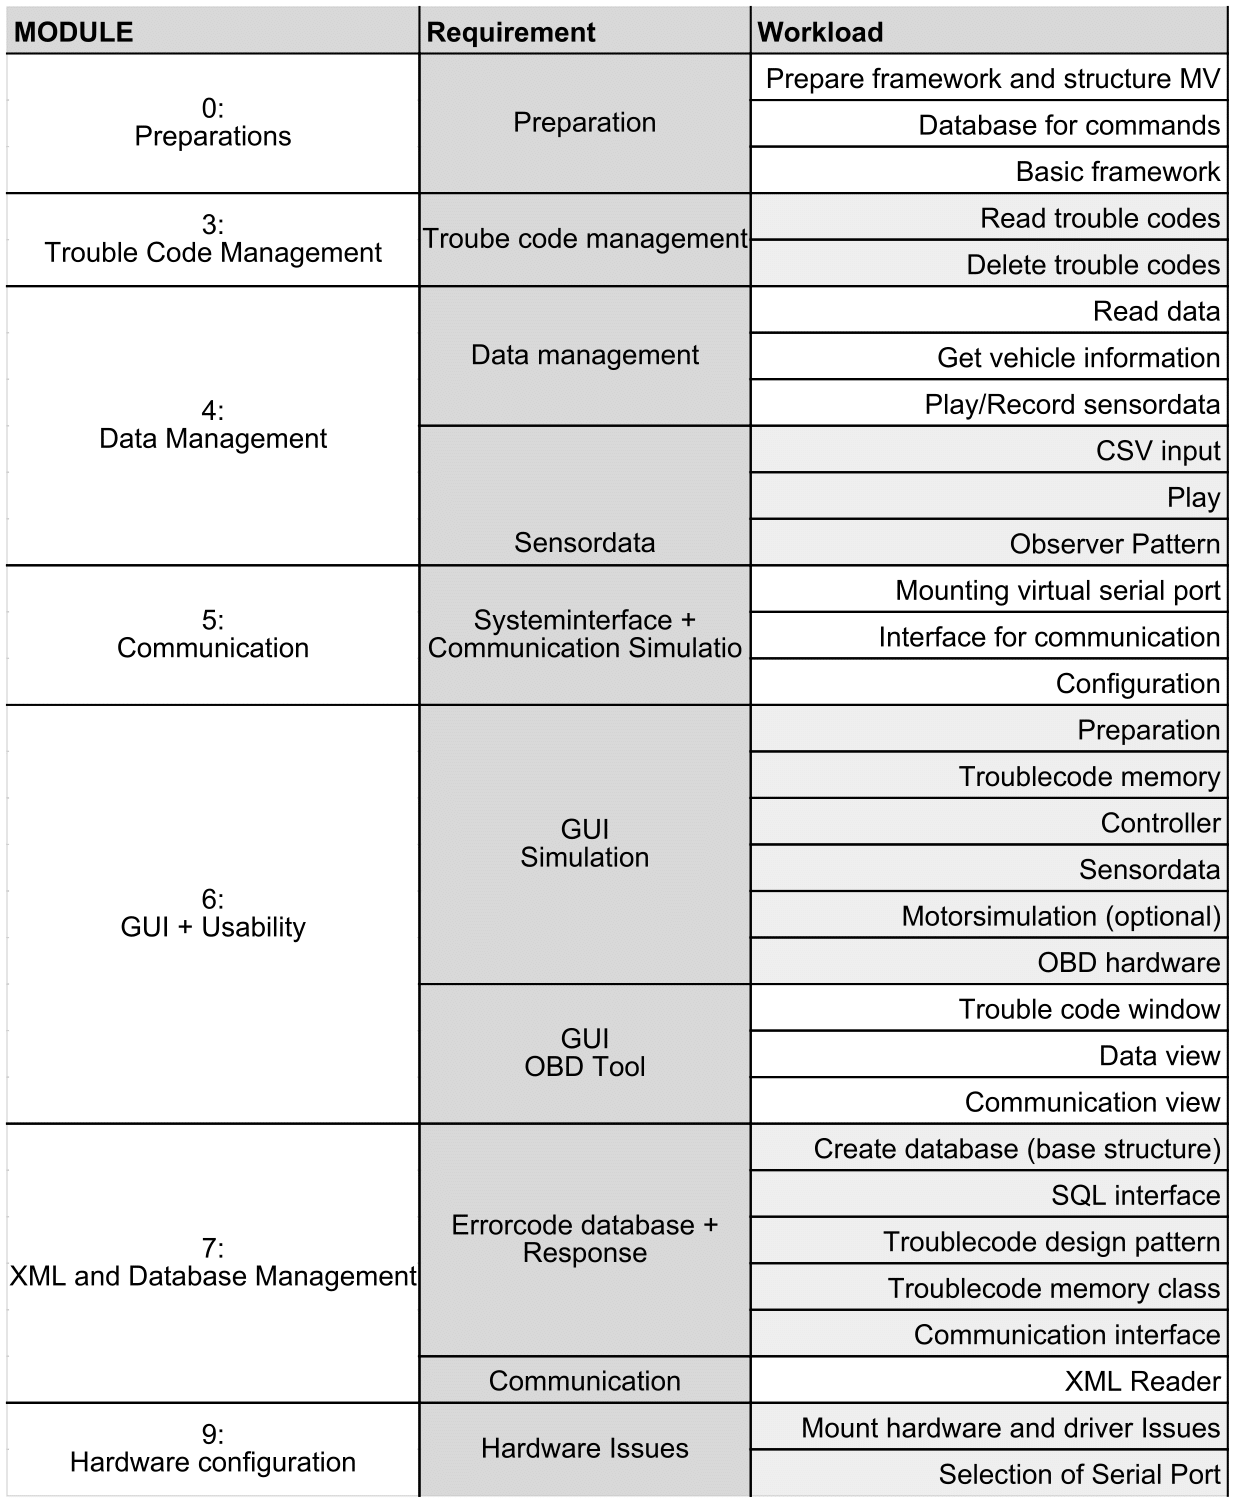 MODULE Requirement Workload
0:
Preparations
Preparation
Prepare framework and structure MV
Database for commands
Basic framework
3:
Trouble Code Management
Troube code management
Read trouble codes
Delete trouble codes
4:
Data Management
Data management
Read data
Get vehicle information
Play/Record sensordata
Sensordata
CSV input
Play
Observer Pattern
5:
Communication
Systeminterface +
Communication Simulatio
Mounting virtual serial port
Interface for communication
Configuration
6:
GUI + Usability
GUI
Simulation
Preparation
Troublecode memory
Controller
Sensordata
Motorsimulation (optional)
OBD hardware
GUI
OBD Tool
Trouble code window
Data view
Communication view
7:
XML and Database Management
Errorcode database +
Response
Create database (base structure)
SQL interface
Troublecode design pattern
Troublecode memory class
Communication interface
Communication
XML Reader
9:
Hardware configuration
Hardware Issues
Mount hardware and driver Issues
Selection of Serial Port